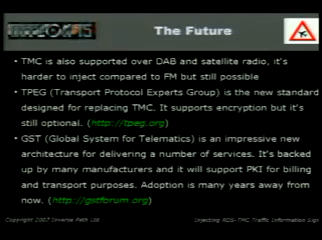 The Future
• TMC is also supported over DAB and satellite radio, it's
harder to inject compared to FM but still possible
• TPEG (Transport Protocol Experts Group) is the new standard
designed for replacing TMC. It supports encryption but it's
still optional. (http://tpeg.org)
• GST (Global System for Telematics) is an impressive new
architecture for delivering a number of services. It's backed
up by many manufacturers and it will support PKI for billing
and transport purposes. Adoption is many years away from
now. (http://gstforum.org)
Copyright 2007 Inverse Path Ltd
Injecting RDS-TMC Traffic Information Sign